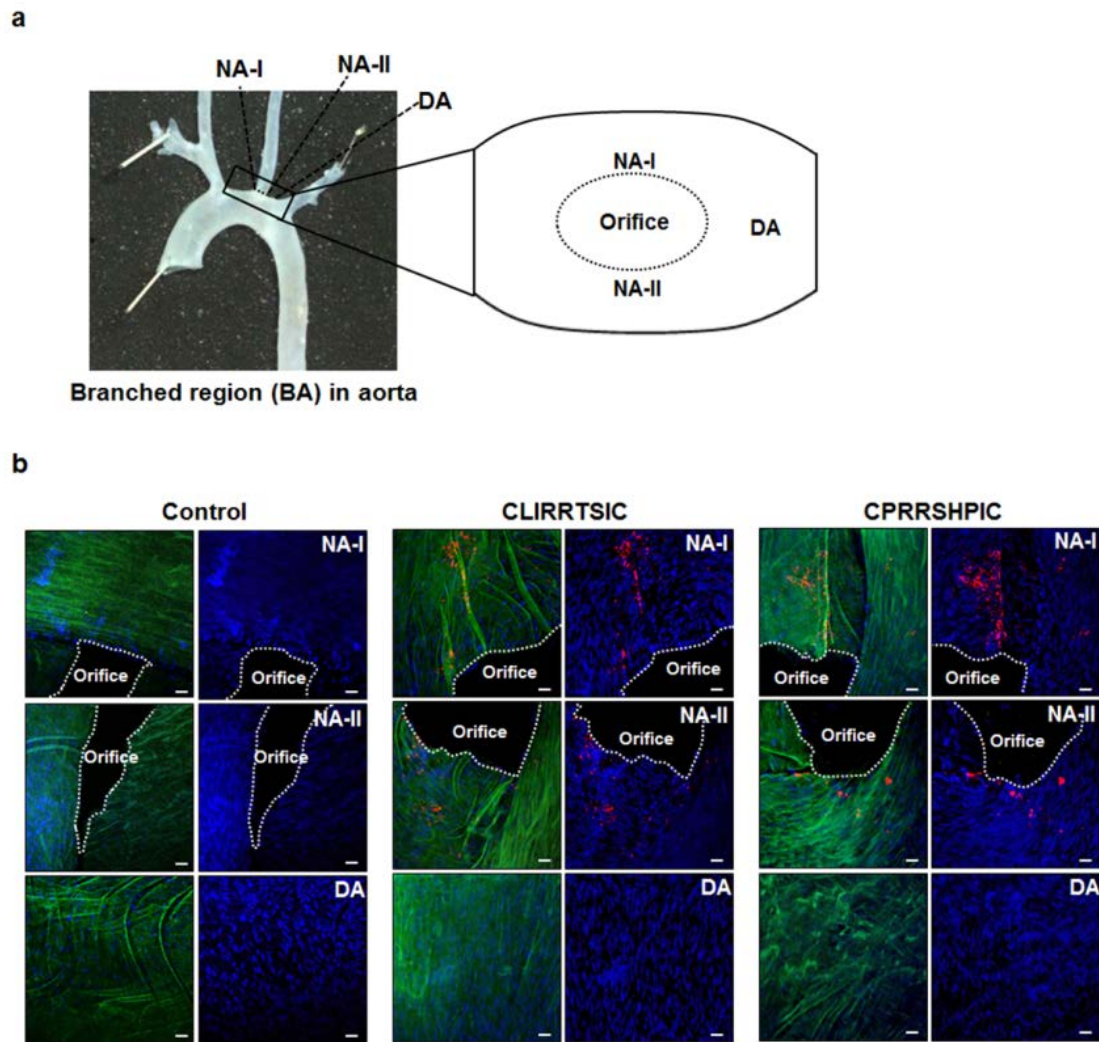 a
NA-I
NA-II
DA
NA-I
Orifice
DA
NA-II
Branched region (BA) in aorta
b
Control
CLIRRTSIC
CPRRSHPIC
NA-I
NA-I
NA-I
Orifice
Orifice
Orifice
Orifice
Orifice
Orifice
NA-II
NA-II
NA-II
Orifice
Orifice
Orifice
Orifice
Orifice
Orifice
DA
DA
DA